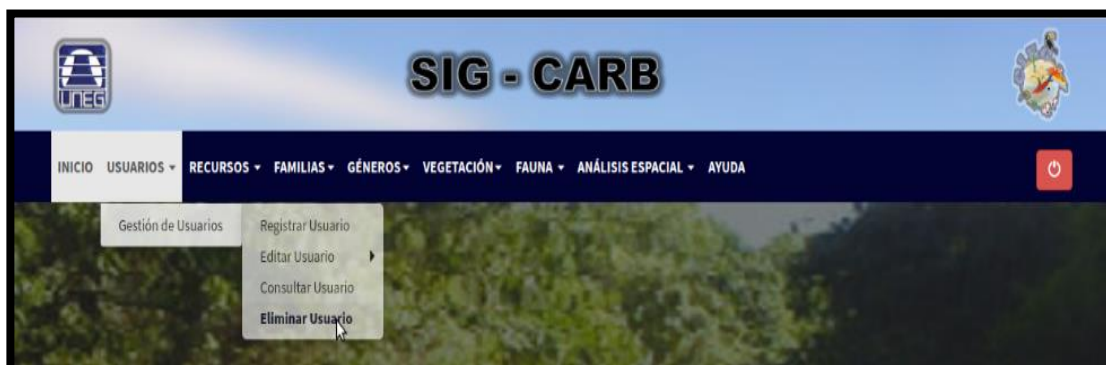 UNEG
SIG - CARB
INICIO USUARIOS RECURSOS FAMILIAS GÉNEROS VEGETACIÓN FAUNA ANÁLISIS ESPACIAL AYUDA
Gestión de Usuarios
Registrar Usuario
Editar Usuario
Consultar Usuario
Eliminar Usuario